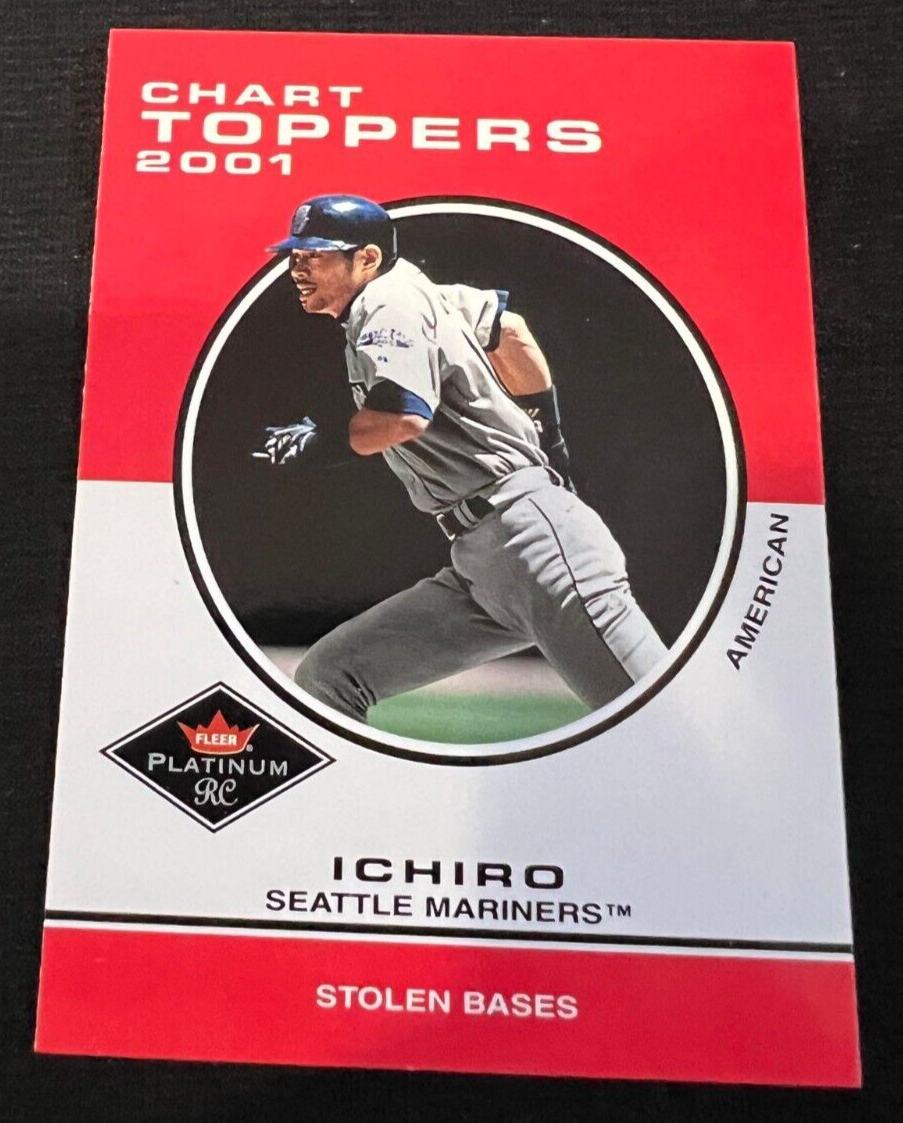 CHART
TOPPERS
2001
AMERICAN
FLEER®
PLATINUM
RC
ICHIRO
SEATTLE MARINERS™
STOLEN BASES